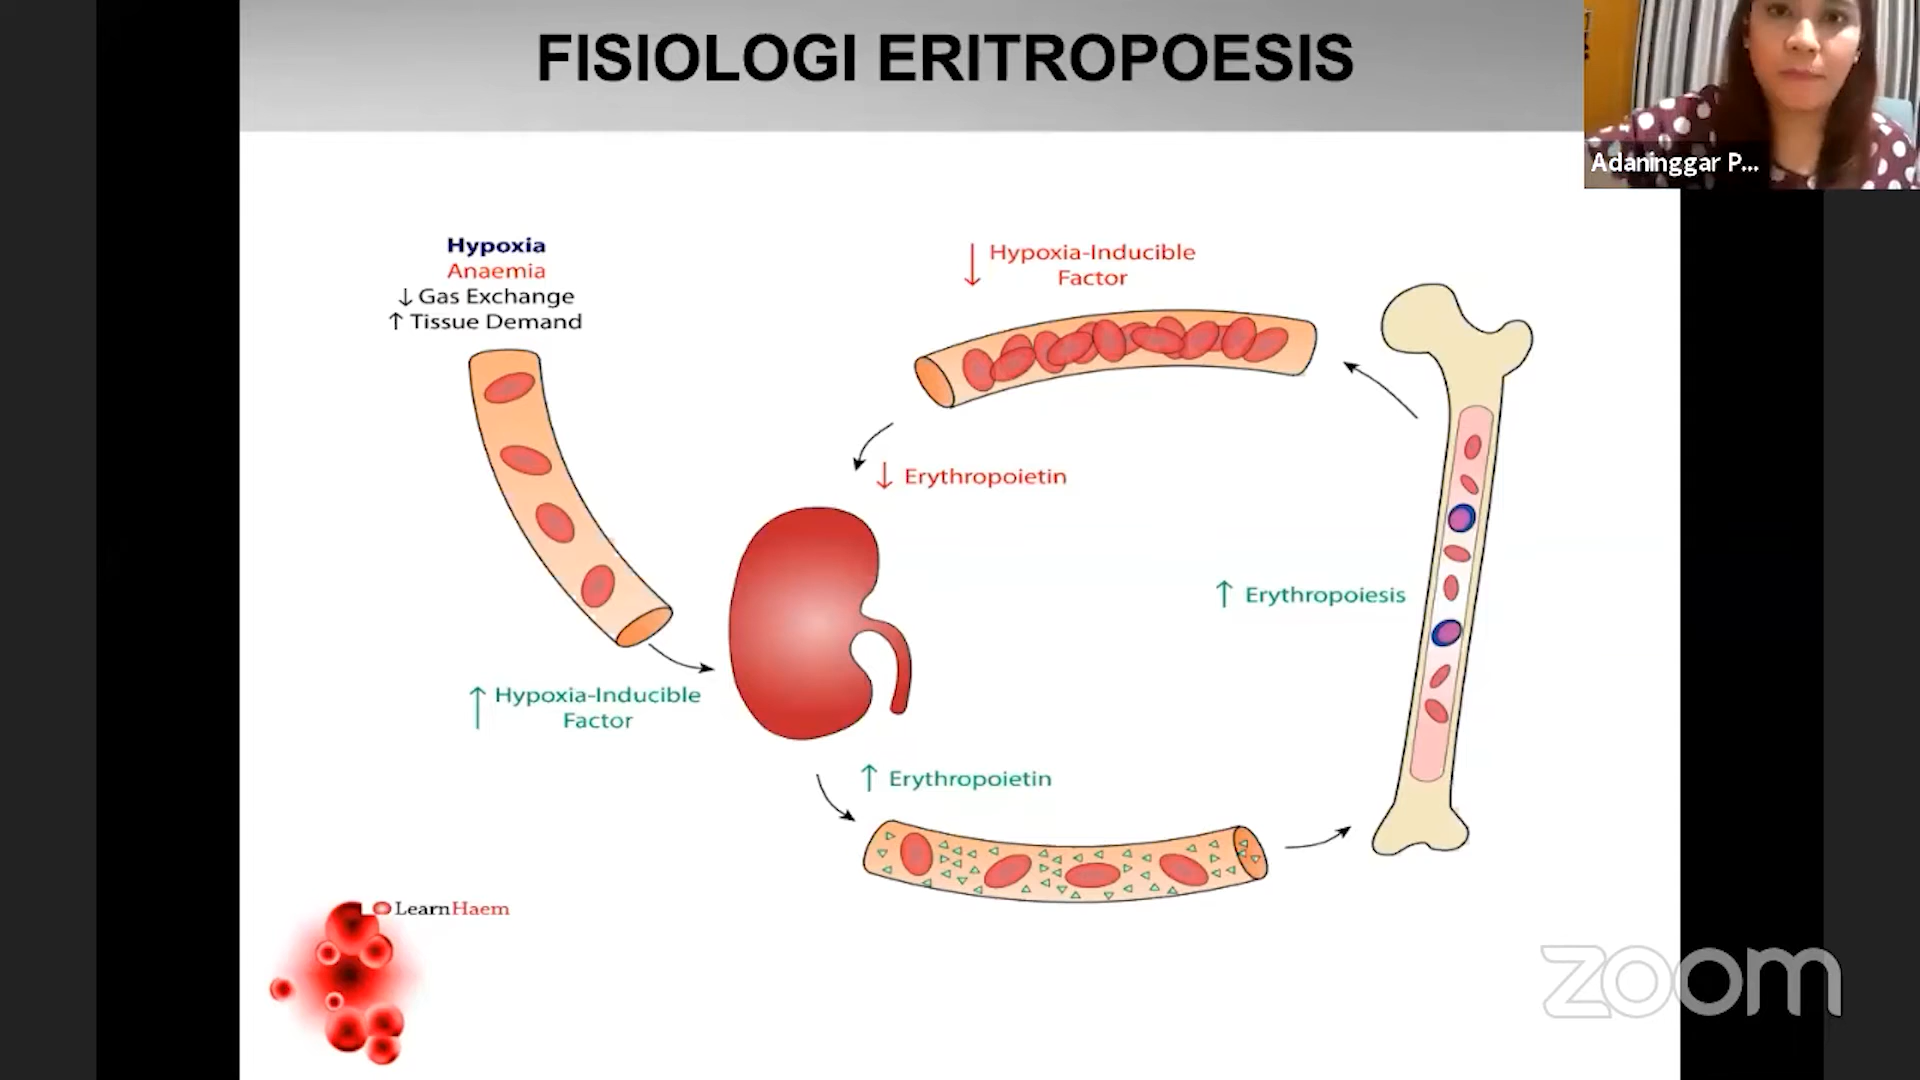 FISIOLOGI ERITROPOESIS
Adaninggar P...
Hypoxia
Anaemia
↓ Gas Exchange
↑ Tissue Demand
↓ Hypoxia-Inducible
Factor
↓ Erythropoietin
↑ Erythropoiesis
↑ Hypoxia-Inducible
Factor
↑ Erythropoietin
LearnHaem
zoom